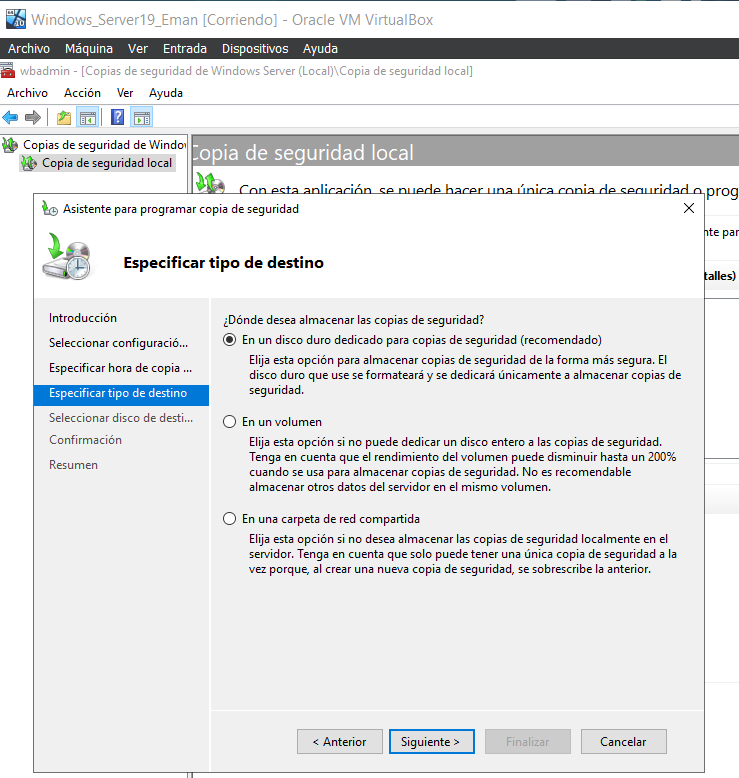 Windows_Server19_Eman [Corriendo] - Oracle VM VirtualBox
Archivo Máquina Ver Entrada Dispositivos Ayuda
wbadmin - [Copias de seguridad de Windows Server (Local)\Copia de seguridad local]
Archivo Acción Ver Ayuda
Copias de seguridad de Windo
Copia de seguridad local
Copia de seguridad local
Con esta aplicación, se puede hacer una única copia de seguridad o prog
nte par
talles)
Asistente para programar copia de seguridad
Especificar tipo de destino
Introducción
Seleccionar configuració...
Especificar hora de copia ...
Especificar tipo de destino
Seleccionar disco de desti...
Confirmación
Resumen
¿Dónde desea almacenar las copias de seguridad?
En un disco duro dedicado para copias de seguridad (recomendado)
Elija esta opción para almacenar copias de seguridad de la forma más segura. El
disco duro que use se formateará y se dedicará únicamente a almacenar copias de
seguridad.
En un volumen
Elija esta opción si no puede dedicar un disco entero a las copias de seguridad.
Tenga en cuenta que el rendimiento del volumen puede disminuir hasta un 200%
cuando se usa para almacenar copias de seguridad. No es recomendable
almacenar otros datos del servidor en el mismo volumen.
En una carpeta de red compartida
Elija esta opción si no desea almacenar las copias de seguridad localmente en el
servidor. Tenga en cuenta que solo puede tener una única copia de seguridad a la
vez porque, al crear una nueva copia de seguridad, se sobrescribe la anterior.
< Anterior Siguiente > Finalizar Cancelar